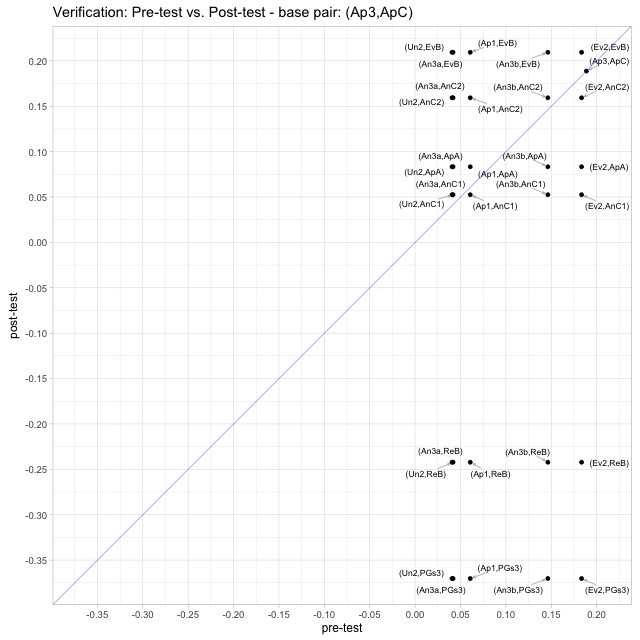 Verification: Pre-test vs. Post-test - base pair: (Ap3,ApC)
(Ap1,EvB)
(Un2,EvB)
(Ev2,EvB)
(An3a,EvB)
(An3b,EvB)
(Ap3,ApC)
0.20
(An3a,AnC2)
(An3b,AnC2)
(Ev2,AnC2)
(Un2,AnC2)
(Ap1,AnC2)
0.15
(An3a,ApA)
(An3b,ApA)
0.10
(Un2,ApA)
(Ap1,ApA)
(Ev2,ApA)
(An3a,AnC1)
(An3b,AnC1)
0.05
(Un2,AnC1)
(Ap1,AnC1)
(Ev2,AnC1)
0.00
-0.05
-0.10
post-test
-0.15
-0.20
(An3a,ReB)
(An3b,ReB)
(Ev2,ReB)
-0.25
(Un2,ReB)
(Ap1,ReB)
-0.30
-0.35
(Ap1,PGs3)
(Un2,PGs3)
(An3a,PGs3)
(An3b,PGs3)
(Ev2,PGs3)
-0.35 -0.30 -0.25 -0.20 -0.15 -0.10 -0.05 0.00 0.05 0.10 0.15 0.20
pre-test